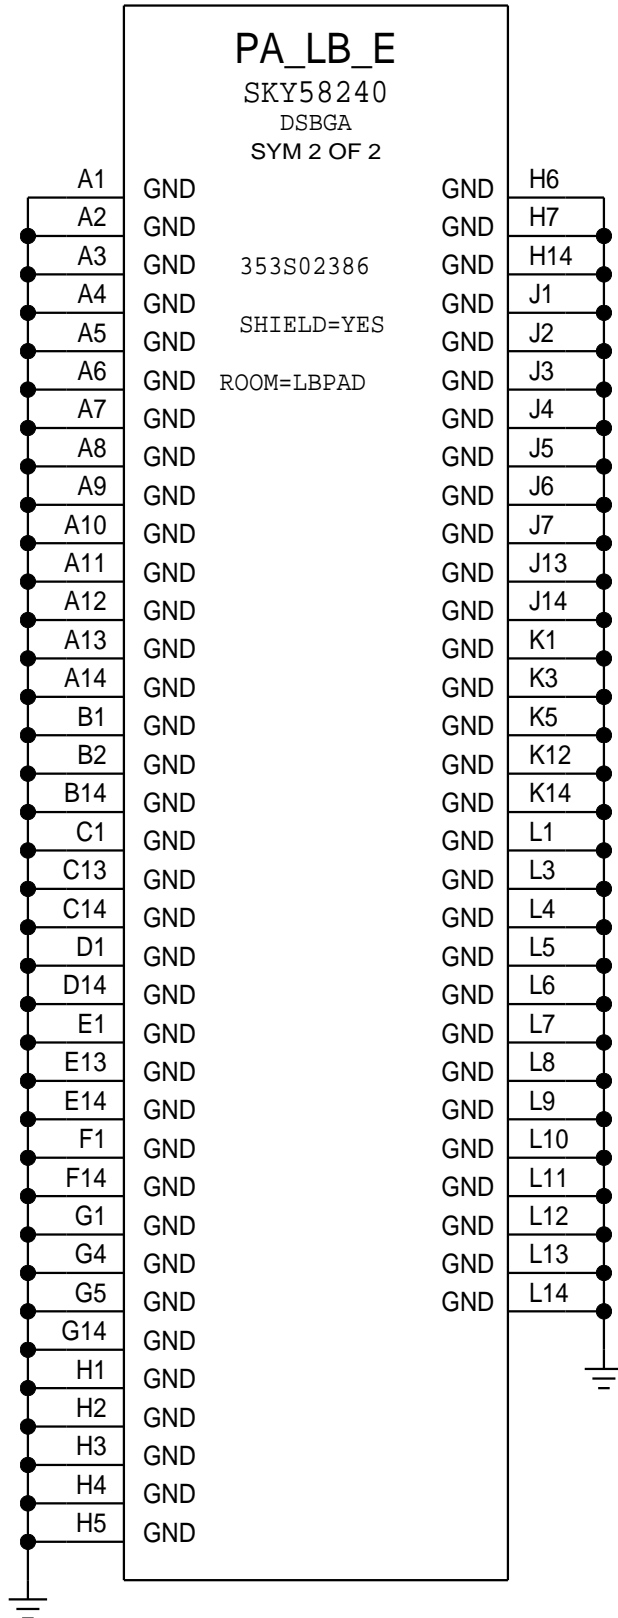 PA_LB_E
SKY58240
DSBGA
SYM 2 OF 2
A1 GND GND H6
A2 GND GND H7
A3 GND 353S02386 GND H14
A4 GND GND J1
A5 GND SHIELD=YES GND J2
A6 GND ROOM=LBPAD GND J3
A7 GND GND J4
A8 GND GND J5
A9 GND GND J6
A10 GND GND J7
A11 GND GND J13
A12 GND GND J14
A13 GND GND K1
A14 GND GND K3
B1 GND GND K5
B2 GND GND K12
B14 GND GND K14
C1 GND GND L1
C13 GND GND L3
C14 GND GND L4
D1 GND GND L5
D14 GND GND L6
E1 GND GND L7
E13 GND GND L8
E14 GND GND L9
F1 GND GND L10
F14 GND GND L11
G1 GND GND L12
G4 GND GND L13
G5 GND GND L14
G14 GND
H1 GND
H2 GND
H3 GND
H4 GND
H5 GND